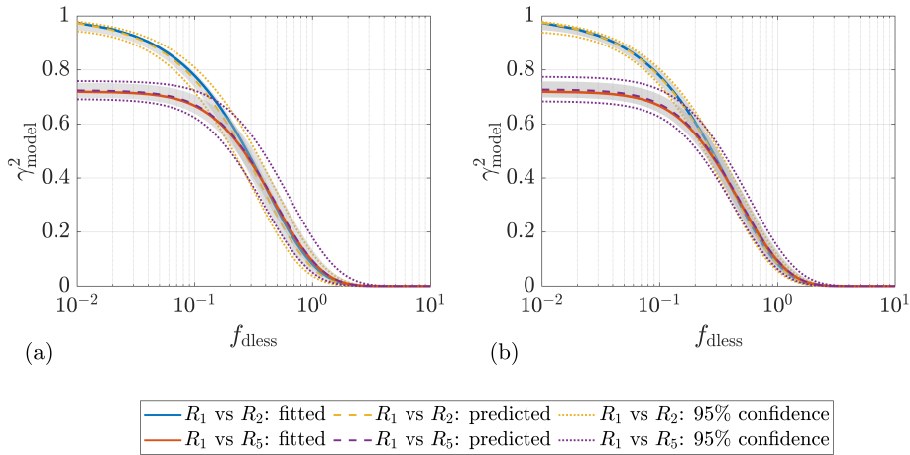 1
0.8
0.6
0.4
0.2
0
γ²model
10⁻² 10⁻¹ 10⁰ 10¹
f_dless
(a)
1
0.8
0.6
0.4
0.2
0
γ²model
10⁻² 10⁻¹ 10⁰ 10¹
f_dless
(b)
R₁ vs R₂: fitted R₁ vs R₂: predicted R₁ vs R₂: 95% confidence
R₁ vs R₅: fitted R₁ vs R₅: predicted R₁ vs R₅: 95% confidence